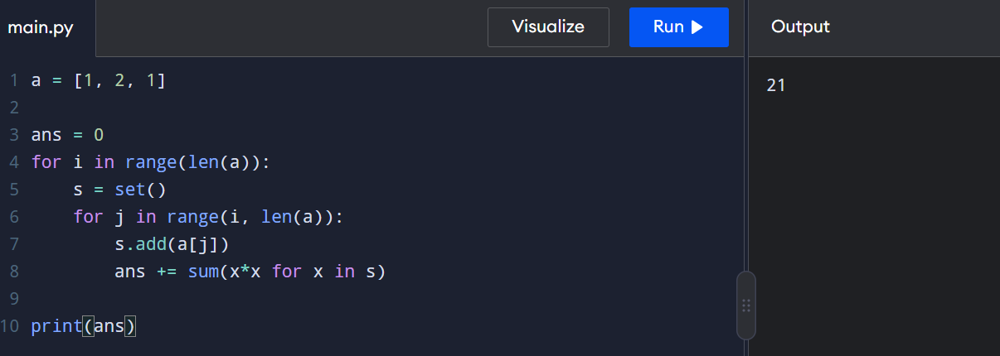 main.py
Visualize
Run
Output
1 a = [1, 2, 1]
2
3 ans = 0
4 for i in range(len(a)):
5     s = set()
6     for j in range(i, len(a)):
7         s.add(a[j])
8         ans += sum(x*x for x in s)
9
10 print(ans)
21